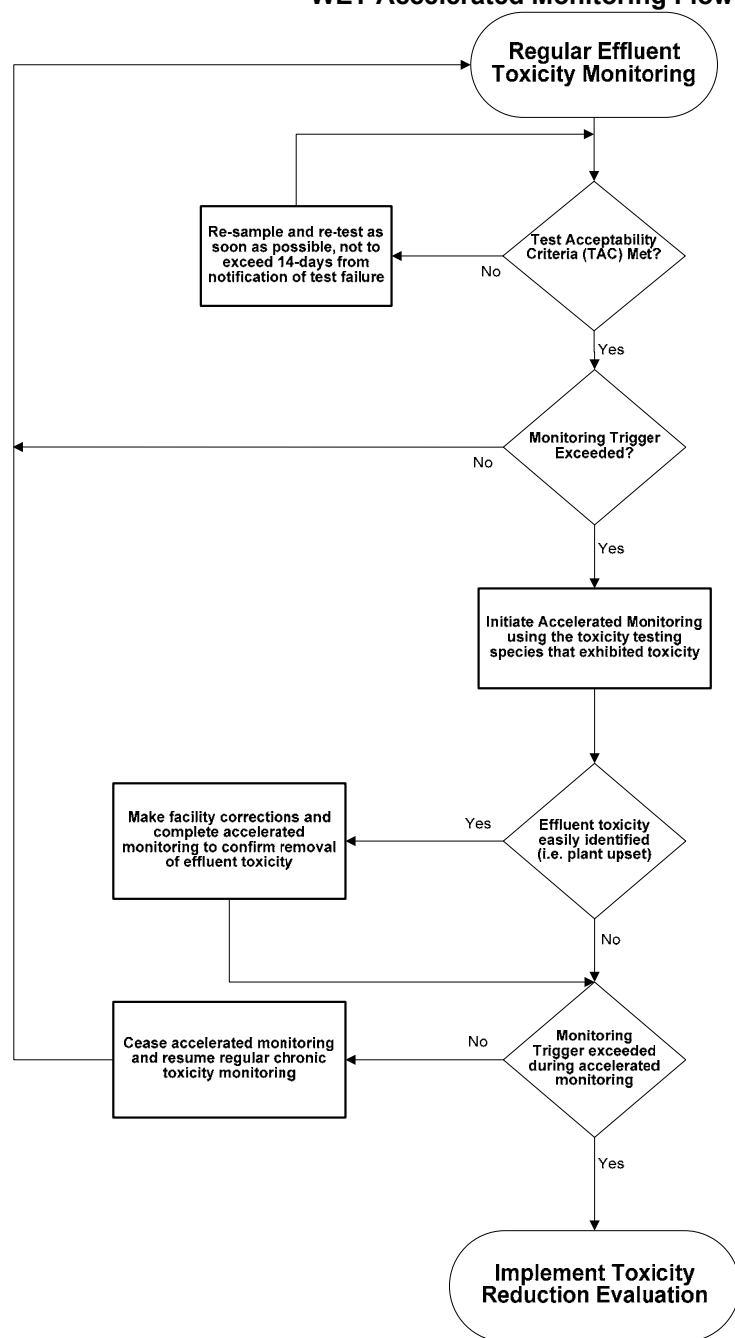 WET Accelerated Monitoring Flow
Regular Effluent
Toxicity Monitoring
Re-sample and re-test as
soon as possible, not to
exceed 14-days from
notification of test failure
Test Acceptability
Criteria (TAC) Met?
No
Yes
Monitoring Trigger
Exceeded?
No
Yes
Initiate Accelerated Monitoring
using the toxicity testing
species that exhibited toxicity
Make facility corrections and
complete accelerated
monitoring to confirm removal
of effluent toxicity
Yes
Effluent toxicity
easily identified
(i.e. plant upset)
No
Cease accelerated monitoring
and resume regular chronic
toxicity monitoring
No
Monitoring
Trigger exceeded
during accelerated
monitoring
Yes
Implement Toxicity
Reduction Evaluation